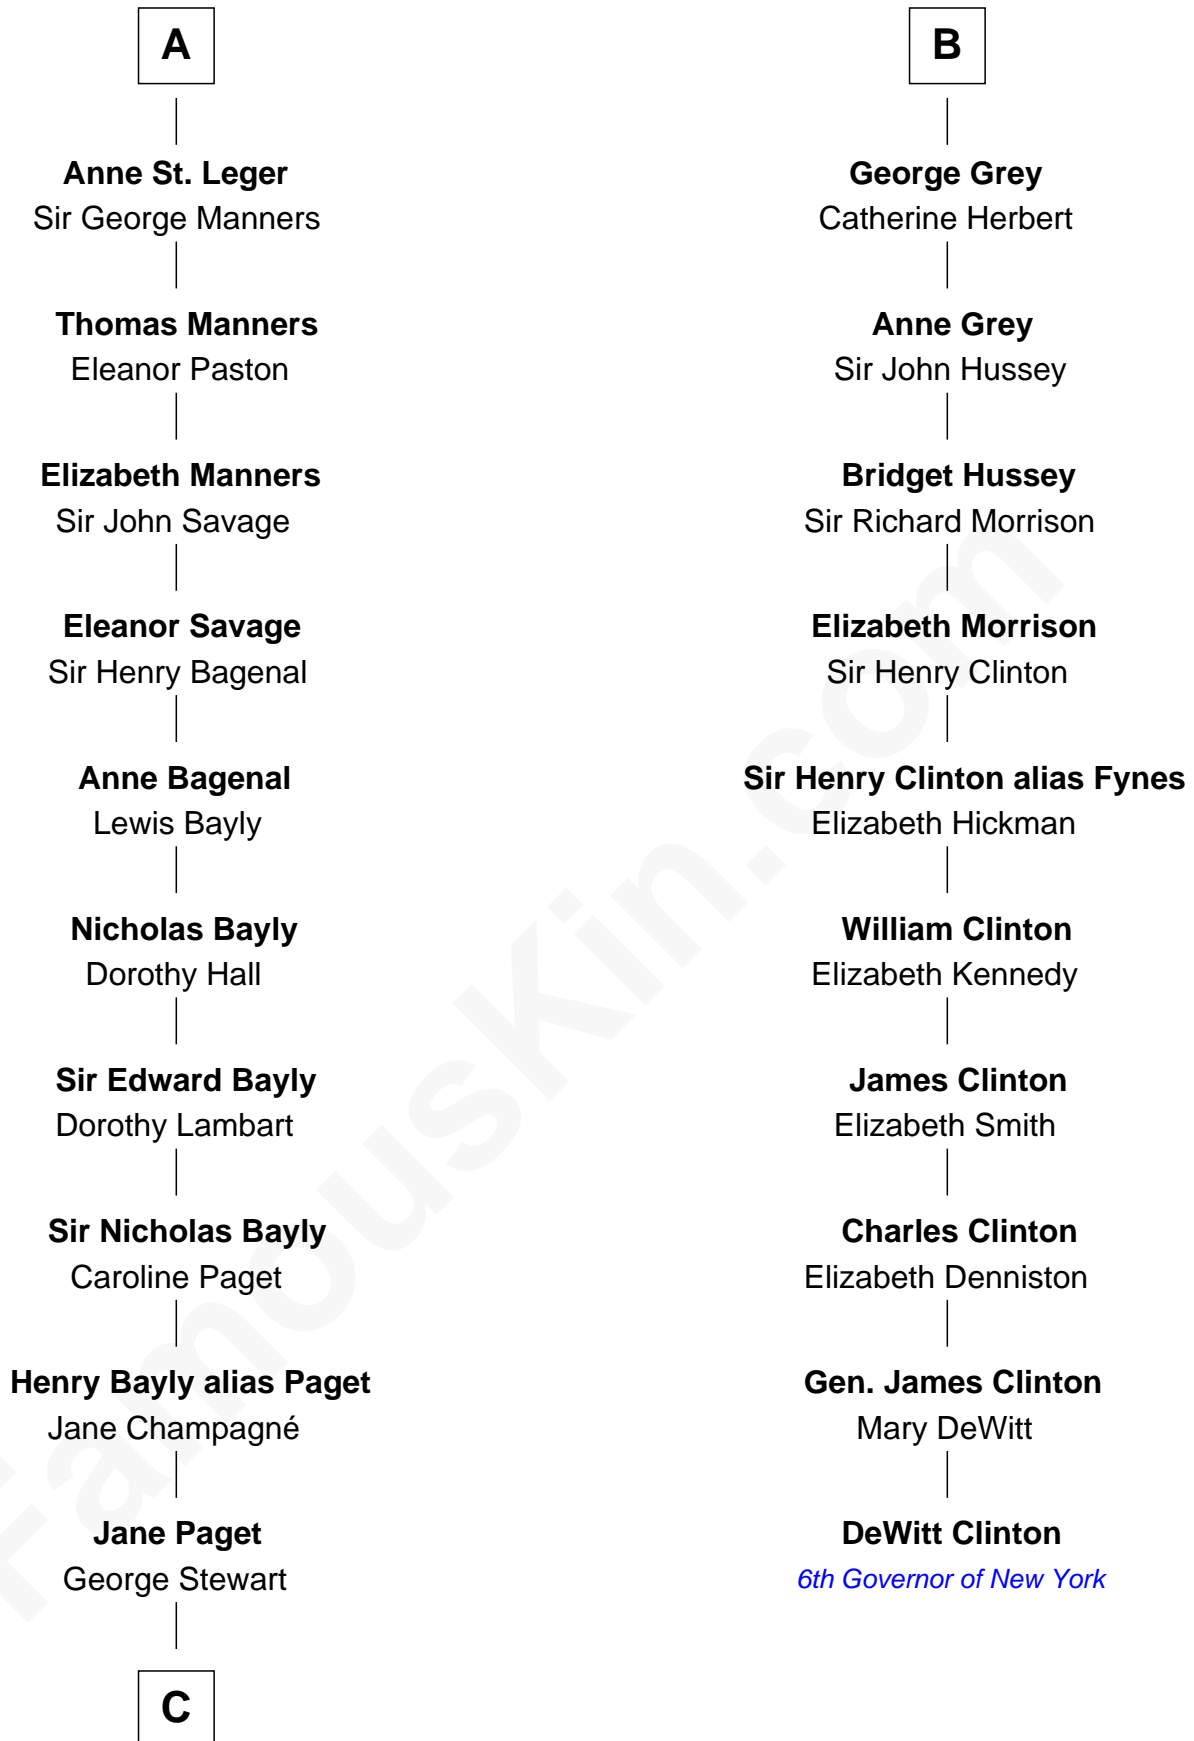 A
Anne St. Leger
Sir George Manners
Thomas Manners
Eleanor Paston
Elizabeth Manners
Sir John Savage
Eleanor Savage
Sir Henry Bagenal
Anne Bagenal
Lewis Bayly
Nicholas Bayly
Dorothy Hall
Sir Edward Bayly
Dorothy Lambart
Sir Nicholas Bayly
Caroline Paget
Henry Bayly alias Paget
Jane Champagné
Jane Paget
George Stewart
C
B
George Grey
Catherine Herbert
Anne Grey
Sir John Hussey
Bridget Hussey
Sir Richard Morrison
Elizabeth Morrison
Sir Henry Clinton
Sir Henry Clinton alias Fynes
Elizabeth Hickman
William Clinton
Elizabeth Kennedy
James Clinton
Elizabeth Smith
Charles Clinton
Elizabeth Denniston
Gen. James Clinton
Mary DeWitt
DeWitt Clinton
6th Governor of New York
FamousKin.com